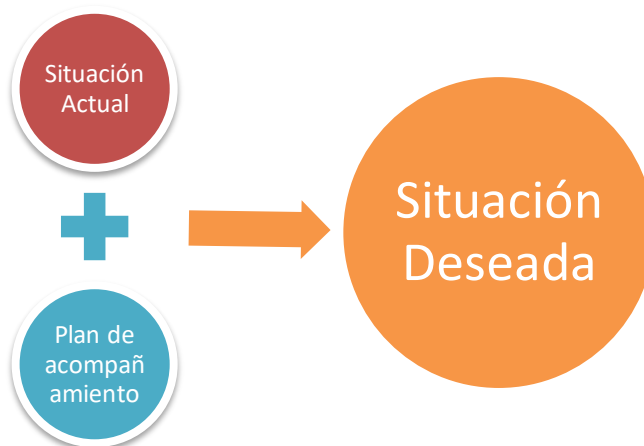 Situación
Actual
Plan de
acompañ
amiento
Situación
Deseada